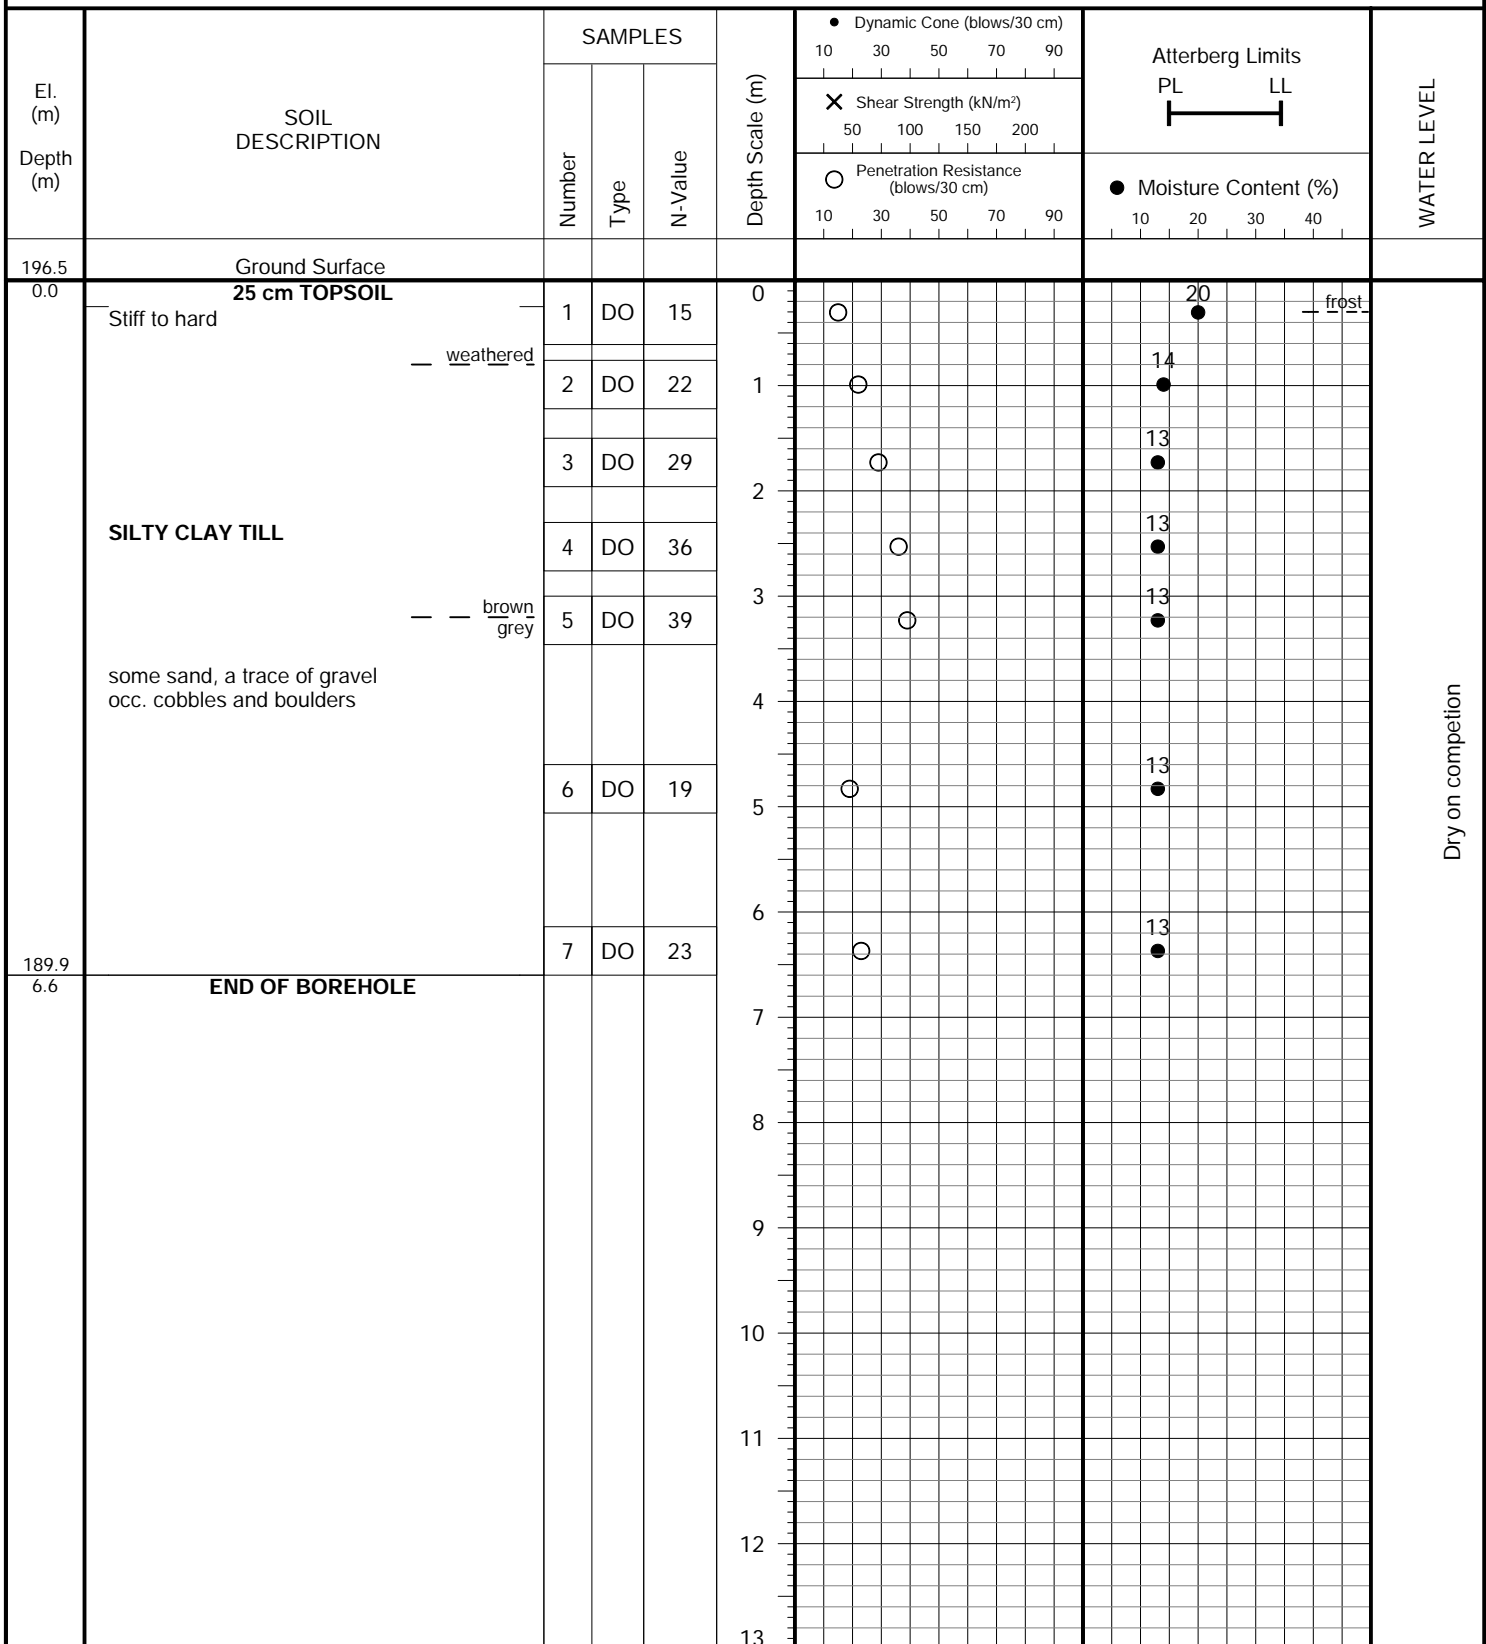 El.
(m)
Depth
(m)
SOIL
DESCRIPTION
SAMPLES
Number
Type
N-Value
Depth Scale (m)
Dynamic Cone (blows/30 cm)
10 30 50 70 90
Shear Strength (kN/m²)
50 100 150 200
Penetration Resistance
(blows/30 cm)
10 30 50 70 90
Atterberg Limits
PL LL
Moisture Content (%)
10 20 30 40
WATER LEVEL
196.5 Ground Surface
0.0 25 cm TOPSOIL 0 20
Stiff to hard 1 DO 15 frost
weathered 14
2 DO 22 1
13
3 DO 29
2
SILTY CLAY TILL 13
4 DO 36
3 13
brown
grey
5 DO 39
some sand, a trace of gravel
occ. cobbles and boulders
4
Dry on competion
13
6 DO 19
5
6 13
7 DO 23
189.9
6.6 END OF BOREHOLE
7
8
9
10
11
12
13